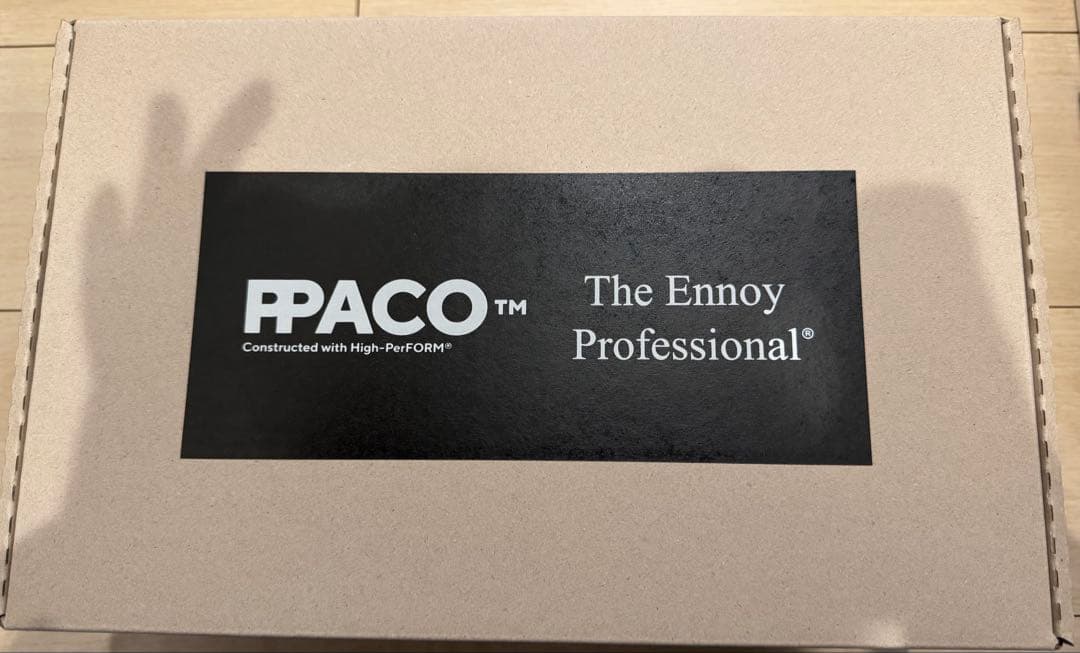 PPACO™
Constructed with High-PerFORM®
The Ennoy
Professional®